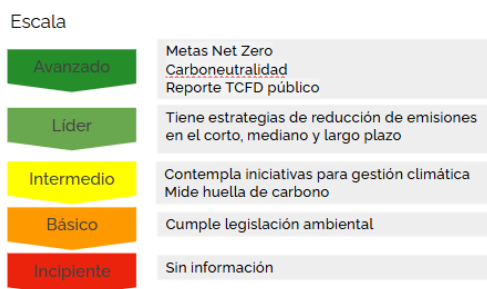 Escala
Avanzado
Metas Net Zero
Carboneutralidad
Reporte TCFD público
Líder
Tiene estrategias de reducción de emisiones
en el corto, mediano y largo plazo
Intermedio
Contempla iniciativas para gestión climática
Mide huella de carbono
Básico
Cumple legislación ambiental
Incipiente
Sin información